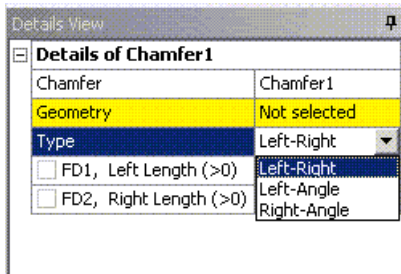 Details View
Details of Chamfer1
Chamfer Chamfer1
Geometry Not selected
Type Left-Right
FD1, Left Length (>0) Left-Right
Left-Angle
FD2, Right Length (>0) Right-Angle